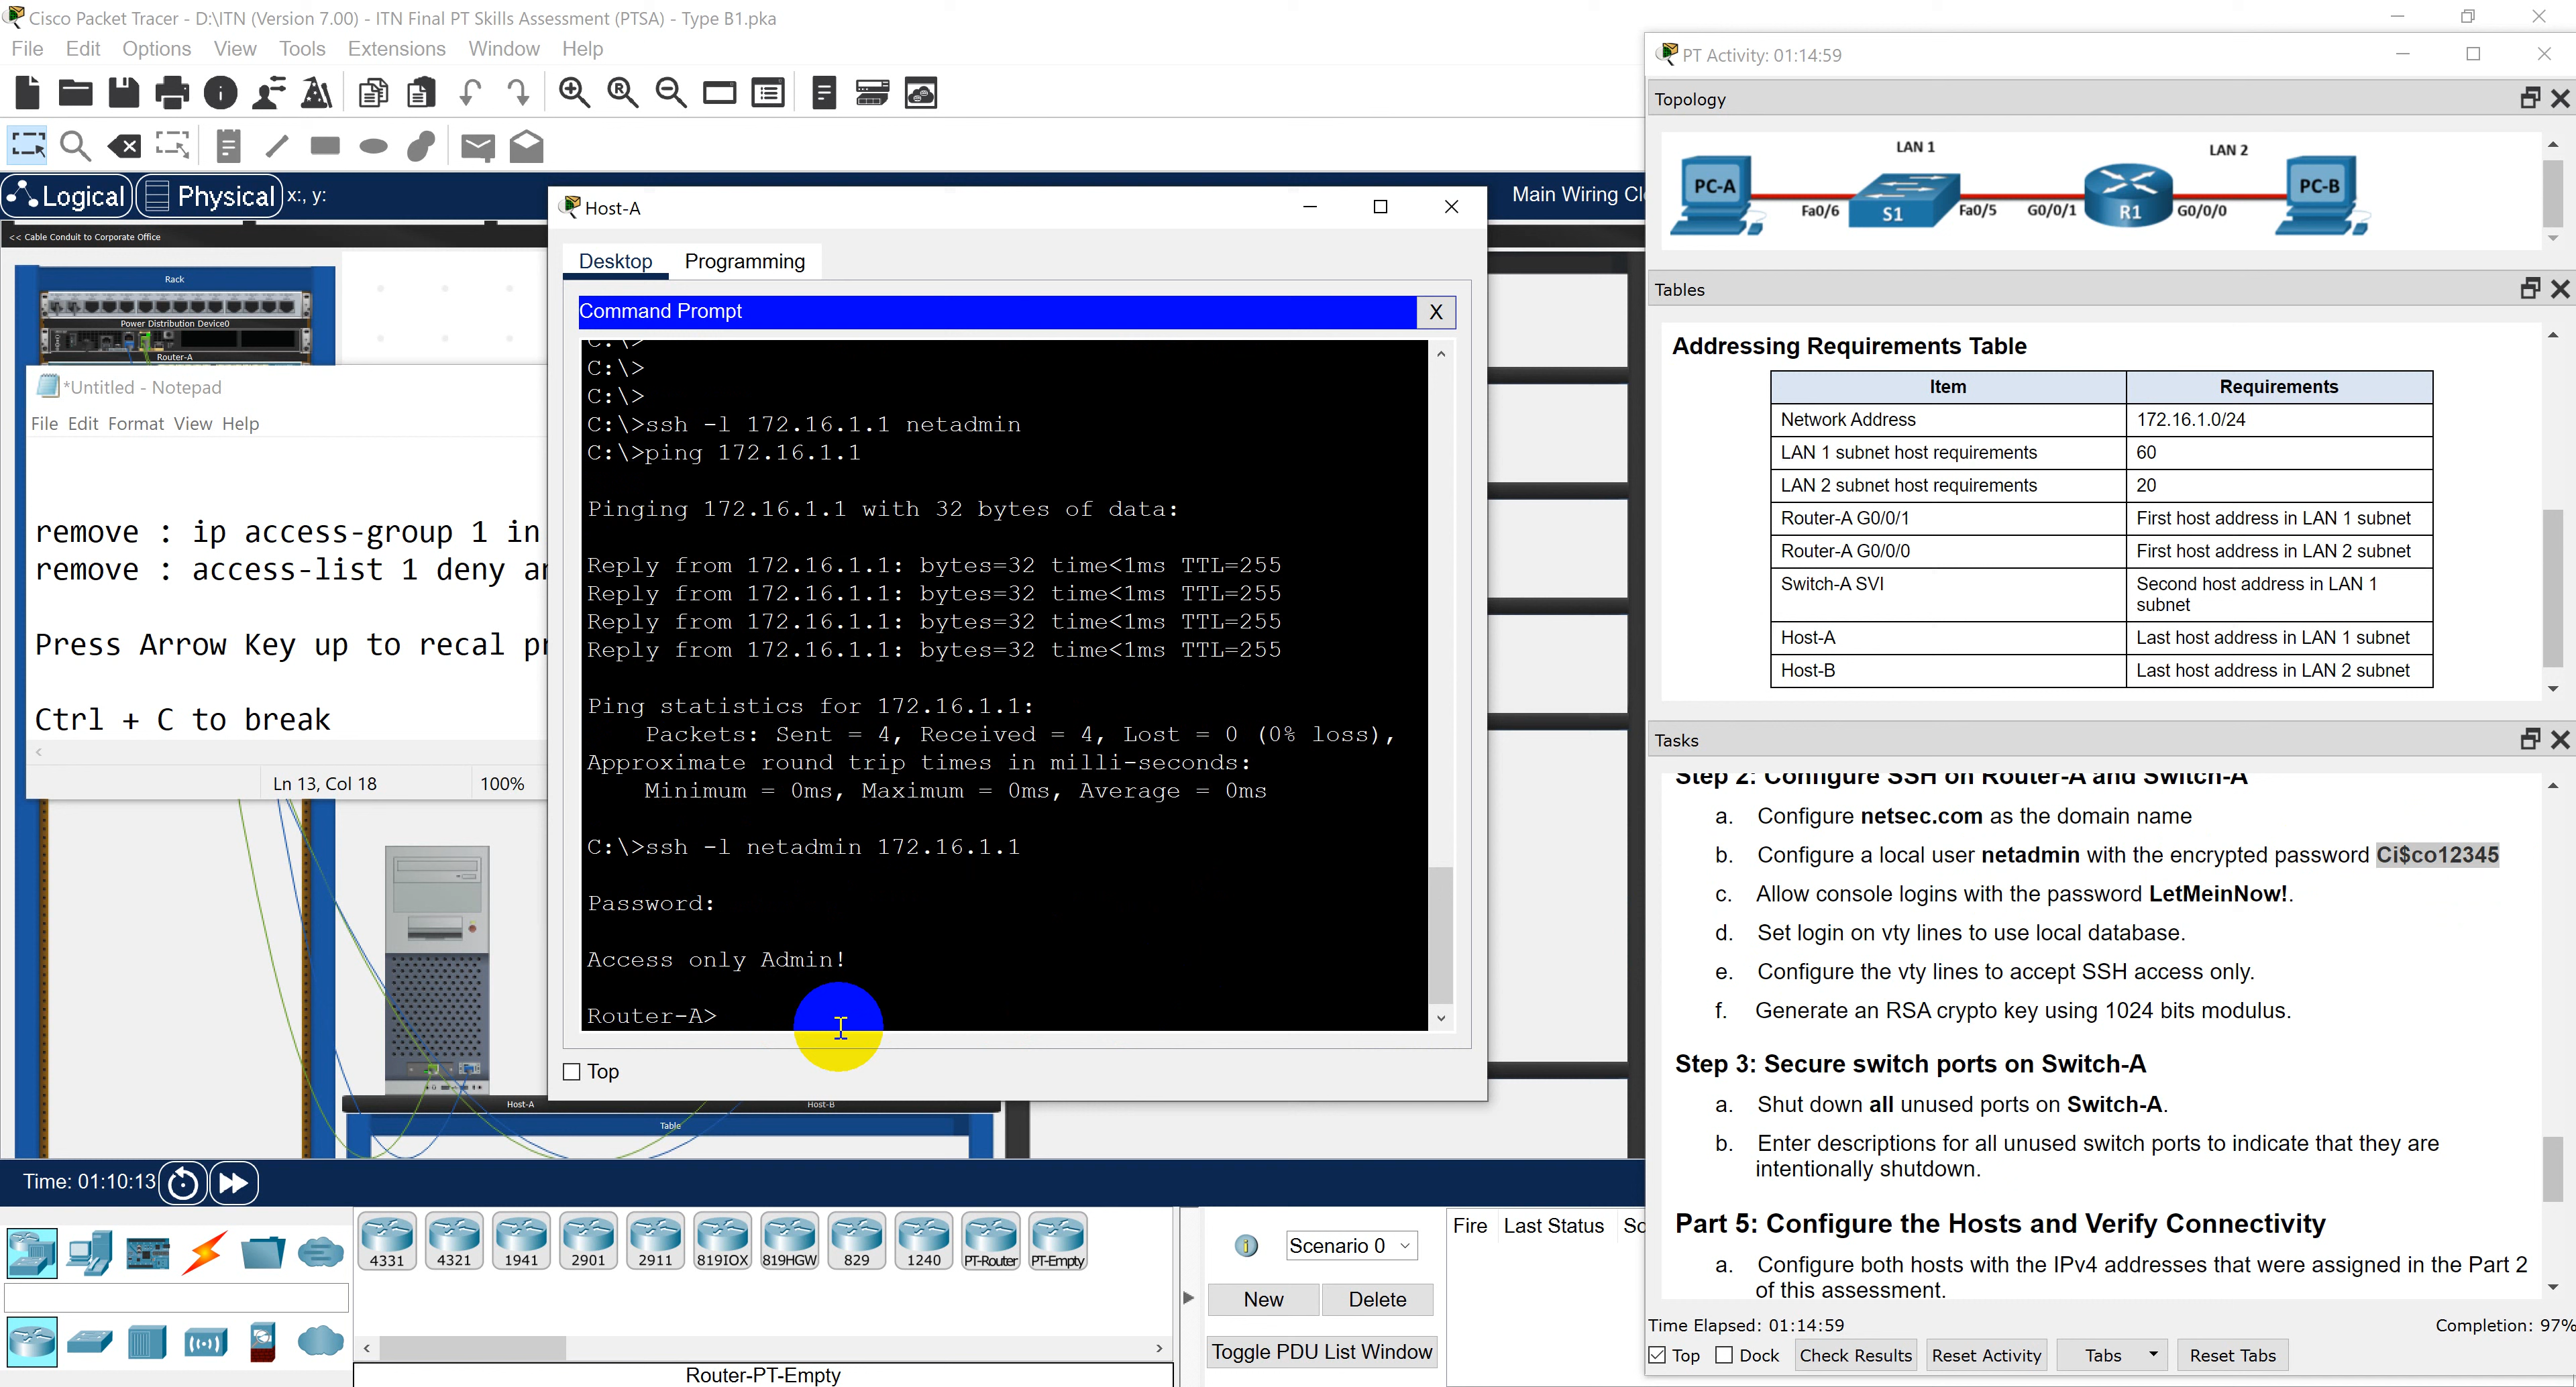 Cisco Packet Tracer - D:\ITN (Version 7.00) - ITN Final PT Skills Assessment (PTSA) - Type B1.pka
File Edit Options View Tools Extensions Window Help
Logical Physical x:, y:
Main Wiring Cl
<< Cable Conduit to Corporate Office
Rack
Power Distribution Device0
Router-A
*Untitled - Notepad
File Edit Format View Help
remove : ip access-group 1 in
remove : access-list 1 deny a
Press Arrow Key up to recal p
Ctrl + C to break
Ln 13, Col 18 100%
Host-A
Host-B
Table
Host-A
Desktop Programming
Command Prompt X
C:\>
C:\>
C:\>
C:\>ssh -l 172.16.1.1 netadmin
C:\>ping 172.16.1.1
Pinging 172.16.1.1 with 32 bytes of data:
Reply from 172.16.1.1: bytes=32 time<1ms TTL=255
Reply from 172.16.1.1: bytes=32 time<1ms TTL=255
Reply from 172.16.1.1: bytes=32 time<1ms TTL=255
Reply from 172.16.1.1: bytes=32 time<1ms TTL=255
Ping statistics for 172.16.1.1:
Packets: Sent = 4, Received = 4, Lost = 0 (0% loss),
Approximate round trip times in milli-seconds:
Minimum = 0ms, Maximum = 0ms, Average = 0ms
C:\>ssh -l netadmin 172.16.1.1
Password:
Access only Admin!
Router-A>
Top
Time: 01:10:13
4331 4321 1941 2901 2911 819IOX 819HGW 829 1240 PT-Router PT-Empty
Router-PT-Empty
Scenario 0
New Delete
Toggle PDU List Window
Fire Last Status So
PT Activity: 01:14:59
Topology
LAN 1 LAN 2
PC-A Fa0/6 S1 Fa0/5 G0/0/1 R1 G0/0/0 PC-B
Tables
Addressing Requirements Table
Item Requirements
Network Address 172.16.1.0/24
LAN 1 subnet host requirements 60
LAN 2 subnet host requirements 20
Router-A G0/0/1 First host address in LAN 1 subnet
Router-A G0/0/0 First host address in LAN 2 subnet
Switch-A SVI Second host address in LAN 1
subnet
Host-A Last host address in LAN 1 subnet
Host-B Last host address in LAN 2 subnet
Tasks
Step 2: Configure SSH on Router-A and Switch-A
a. Configure netsec.com as the domain name
b. Configure a local user netadmin with the encrypted password Ci$co12345
c. Allow console logins with the password LetMeinNow!.
d. Set login on vty lines to use local database.
e. Configure the vty lines to accept SSH access only.
f. Generate an RSA crypto key using 1024 bits modulus.
Step 3: Secure switch ports on Switch-A
a. Shut down all unused ports on Switch-A.
b. Enter descriptions for all unused switch ports to indicate that they are
intentionally shutdown.
Part 5: Configure the Hosts and Verify Connectivity
a. Configure both hosts with the IPv4 addresses that were assigned in the Part 2
of this assessment.
Time Elapsed: 01:14:59 Completion: 97%
Top Dock Check Results Reset Activity Tabs Reset Tabs